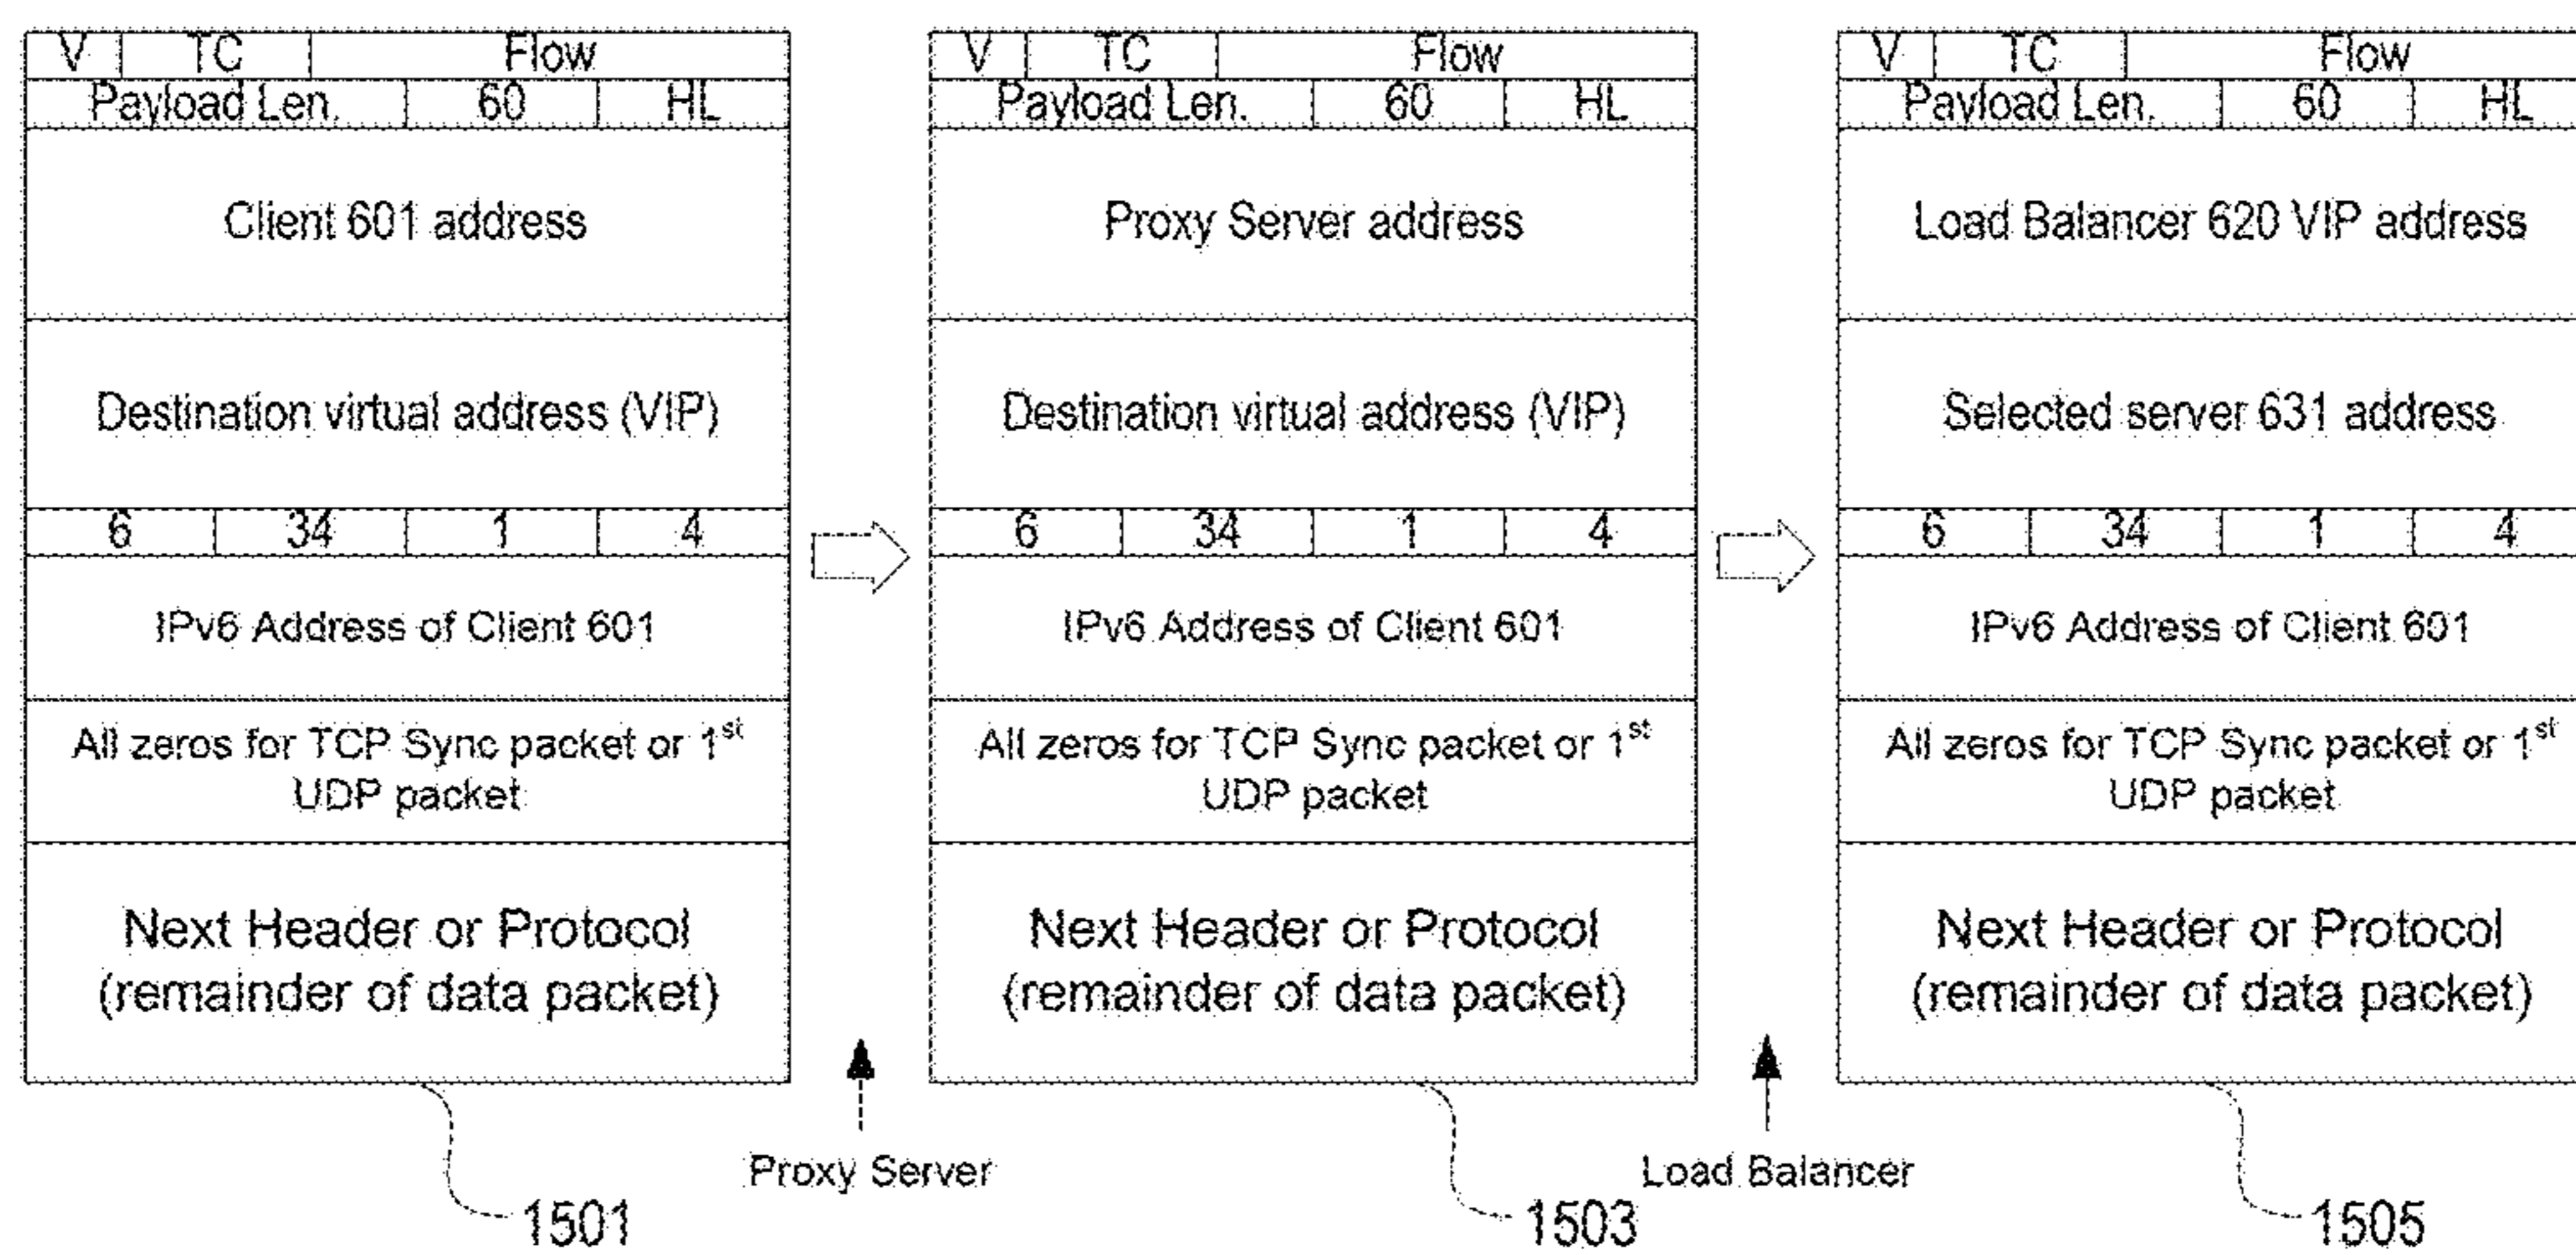 V TC Flow
Payload Len. 60 HL
Client 601 address
Destination virtual address (VIP)
6 34 1 4
IPv6 Address of Client 601
All zeros for TCP Sync packet or 1st
UDP packet
Next Header or Protocol
(remainder of data packet)
1501
Proxy Server
V TC Flow
Payload Len. 60 HL
Proxy Server address
Destination virtual address (VIP)
6 34 1 4
IPv6 Address of Client 601
All zeros for TCP Sync packet or 1st
UDP packet
Next Header or Protocol
(remainder of data packet)
1503
Load Balancer
V TC Flow
Payload Len. 60 HL
Load Balancer 620 VIP address
Selected server 631 address
6 34 1 4
IPv6 Address of Client 601
All zeros for TCP Sync packet or 1st
UDP packet
Next Header or Protocol
(remainder of data packet)
1505